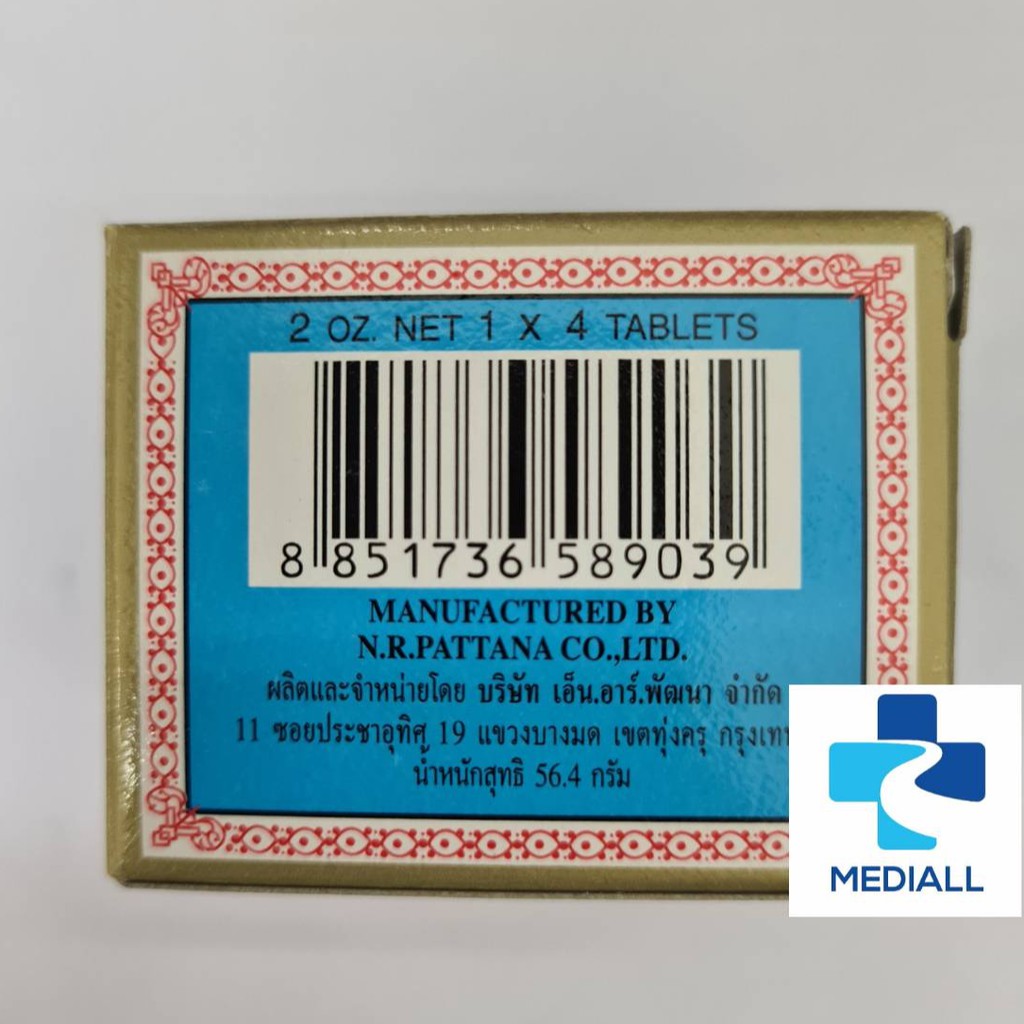 2 OZ. NET 1 X 4 TABLETS
8 851736 589039
MANUFACTURED BY
N.R.PATTANA CO.,LTD.
ผลิตและจำหน่ายโดย บริษัท เอ็น.อาร์.พัฒนา จำกัด
11 ซอยประชาอุทิศ 19 แขวงบางมด เขตทุ่งครุ
น้ำหนักสุทธิ 56.4 กรัม
MEDIALL